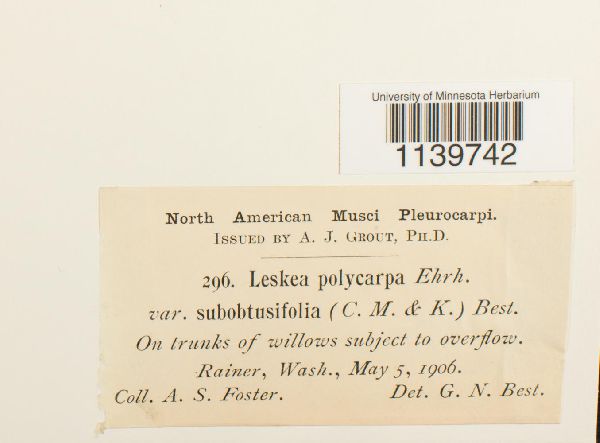 University of Minnesota Herbarium
1139742
North American Musci Pleurocarpi.
Issued by A. J. Grout, Ph.D.
296. Leskea polycarpa Ehrh.
var. subobtusifolia (C. M. & K.) Best.
On trunks of willows subject to overflow.
Rainer, Wash., May 5, 1906.
Coll. A. S. Foster. Det. G. N. Best.